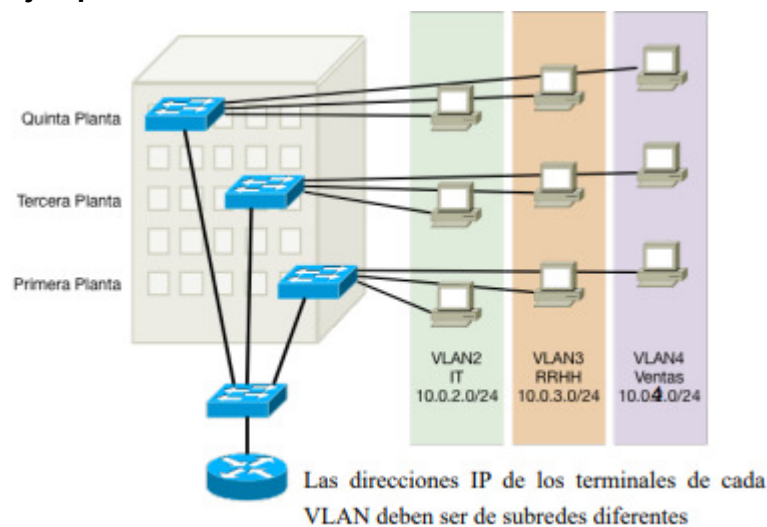 Quinta Planta
Tercera Planta
Primera Planta
VLAN2 VLAN3 VLAN4
IT RRHH Ventas
10.0.2.0/24 10.0.3.0/24 10.0.4.0/24
Las direcciones IP de los terminales de cada
VLAN deben ser de subredes diferentes